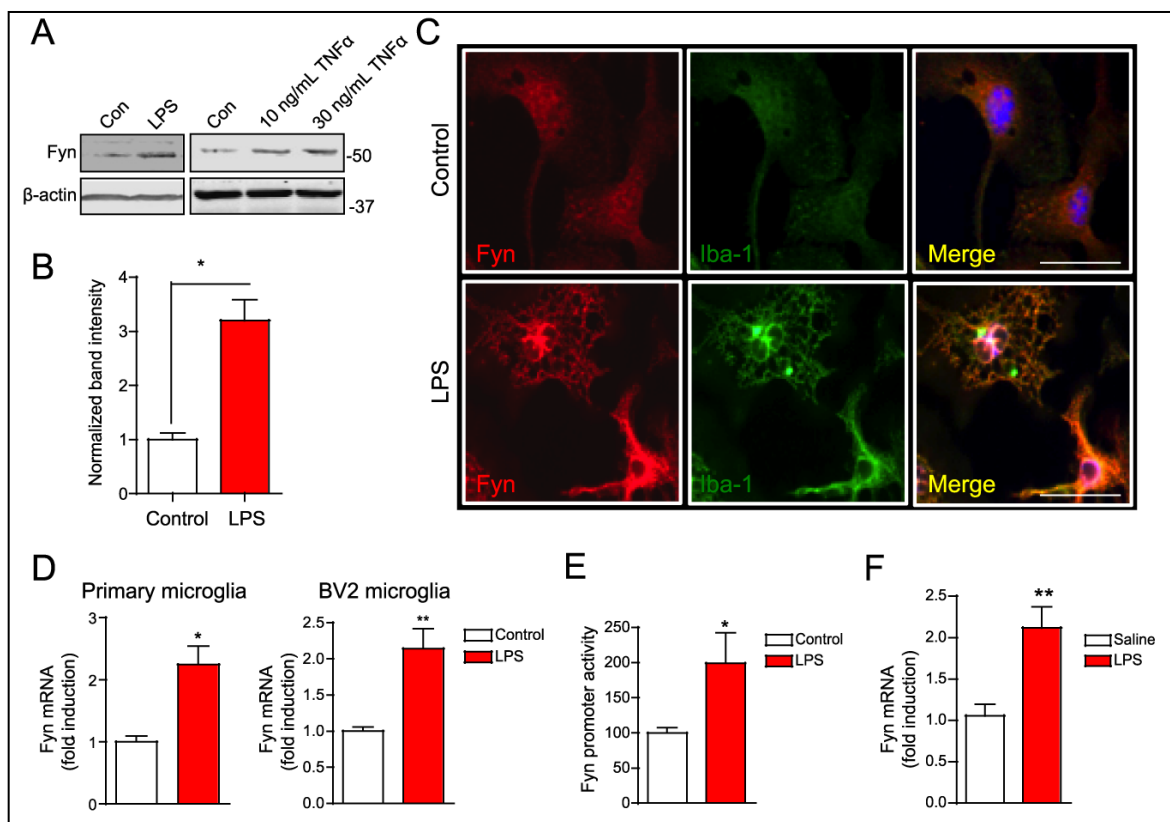 A
Con
LPS
Con
10 ng/mL TNFα
30 ng/mL TNFα
Fyn
-50
β-actin
-37
B
Normalized band intensity
4
3
2
1
0
*
Control
LPS
C
Control
Fyn
Iba-1
Merge
LPS
Fyn
Iba-1
Merge
D
Primary microglia
Fyn mRNA
(fold induction)
3
2
1
0
*
BV2 microglia
Fyn mRNA
(fold induction)
2.5
2.0
1.5
1.0
0.5
0.0
**
Control
LPS
E
Fyn promoter activity
250
200
150
100
50
0
*
Control
LPS
F
Fyn mRNA
(fold induction)
2.5
2.0
1.5
1.0
0.5
0.0
**
Saline
LPS